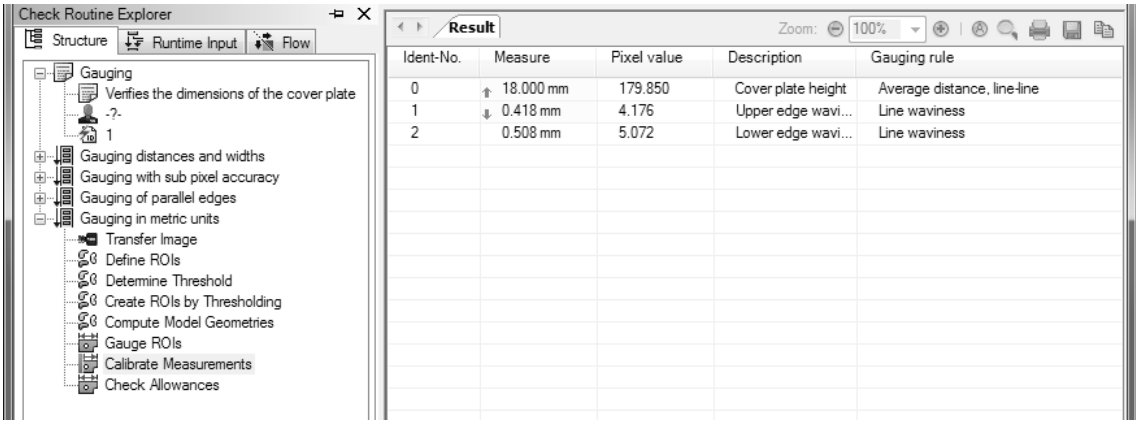 Check Routine Explorer
Structure Runtime Input Flow
Gauging
Verifies the dimensions of the cover plate
-?-
1
Gauging distances and widths
Gauging with sub pixel accuracy
Gauging of parallel edges
Gauging in metric units
Transfer Image
Define ROIs
Determine Threshold
Create ROIs by Thresholding
Compute Model Geometries
Gauge ROIs
Calibrate Measurements
Check Allowances
Result Zoom: 100%
Ident-No. Measure Pixel value Description Gauging rule
0 18.000 mm 179.850 Cover plate height Average distance, line-line
1 0.418 mm 4.176 Upper edge wavi... Line waviness
2 0.508 mm 5.072 Lower edge wavi... Line waviness